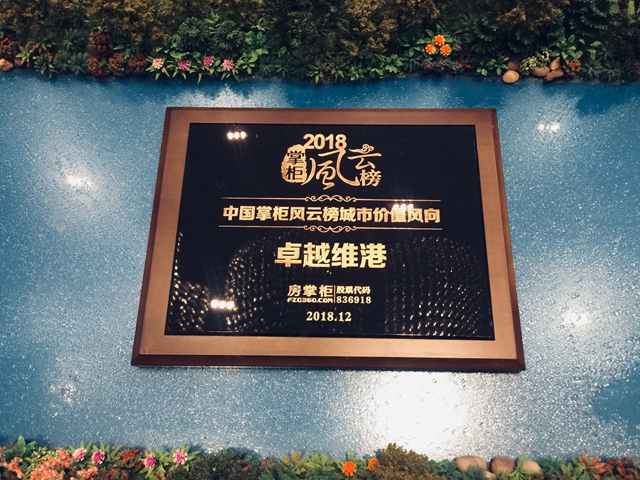 2018
掌柜风云榜
中国掌柜风云榜城市价值风向
卓越维港
房掌柜 股票代码
FZG360.COM 836918
2018.12